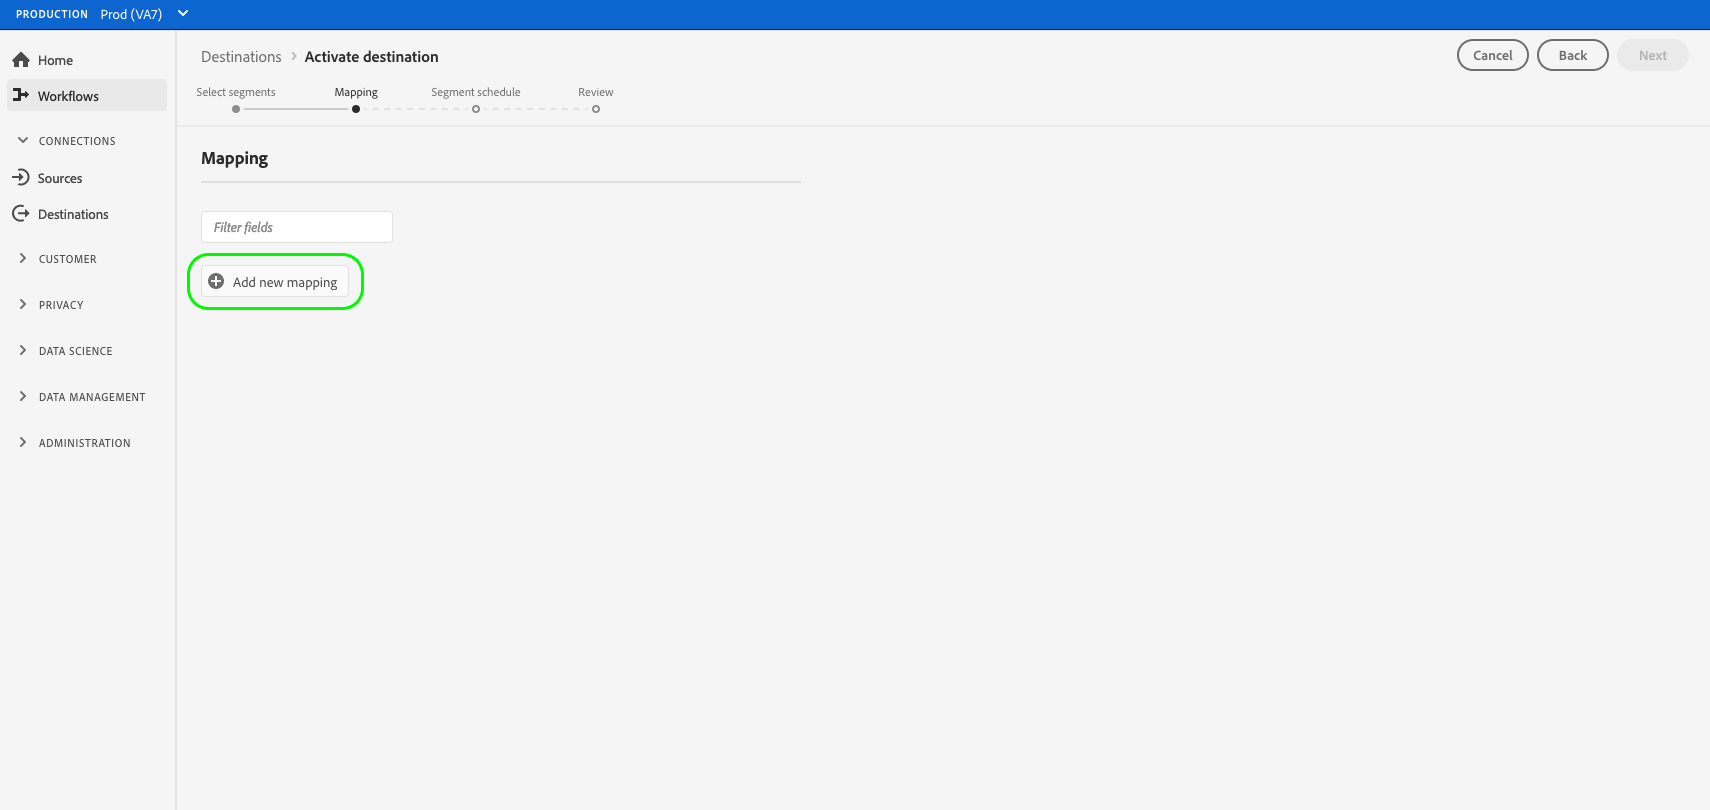 PRODUCTION Prod (VA7)
Home
Workflows
CONNECTIONS
Sources
Destinations
CUSTOMER
PRIVACY
DATA SCIENCE
DATA MANAGEMENT
ADMINISTRATION
Destinations > Activate destination
Cancel Back Next
Select segments Mapping Segment schedule Review
Mapping
Filter fields
Add new mapping